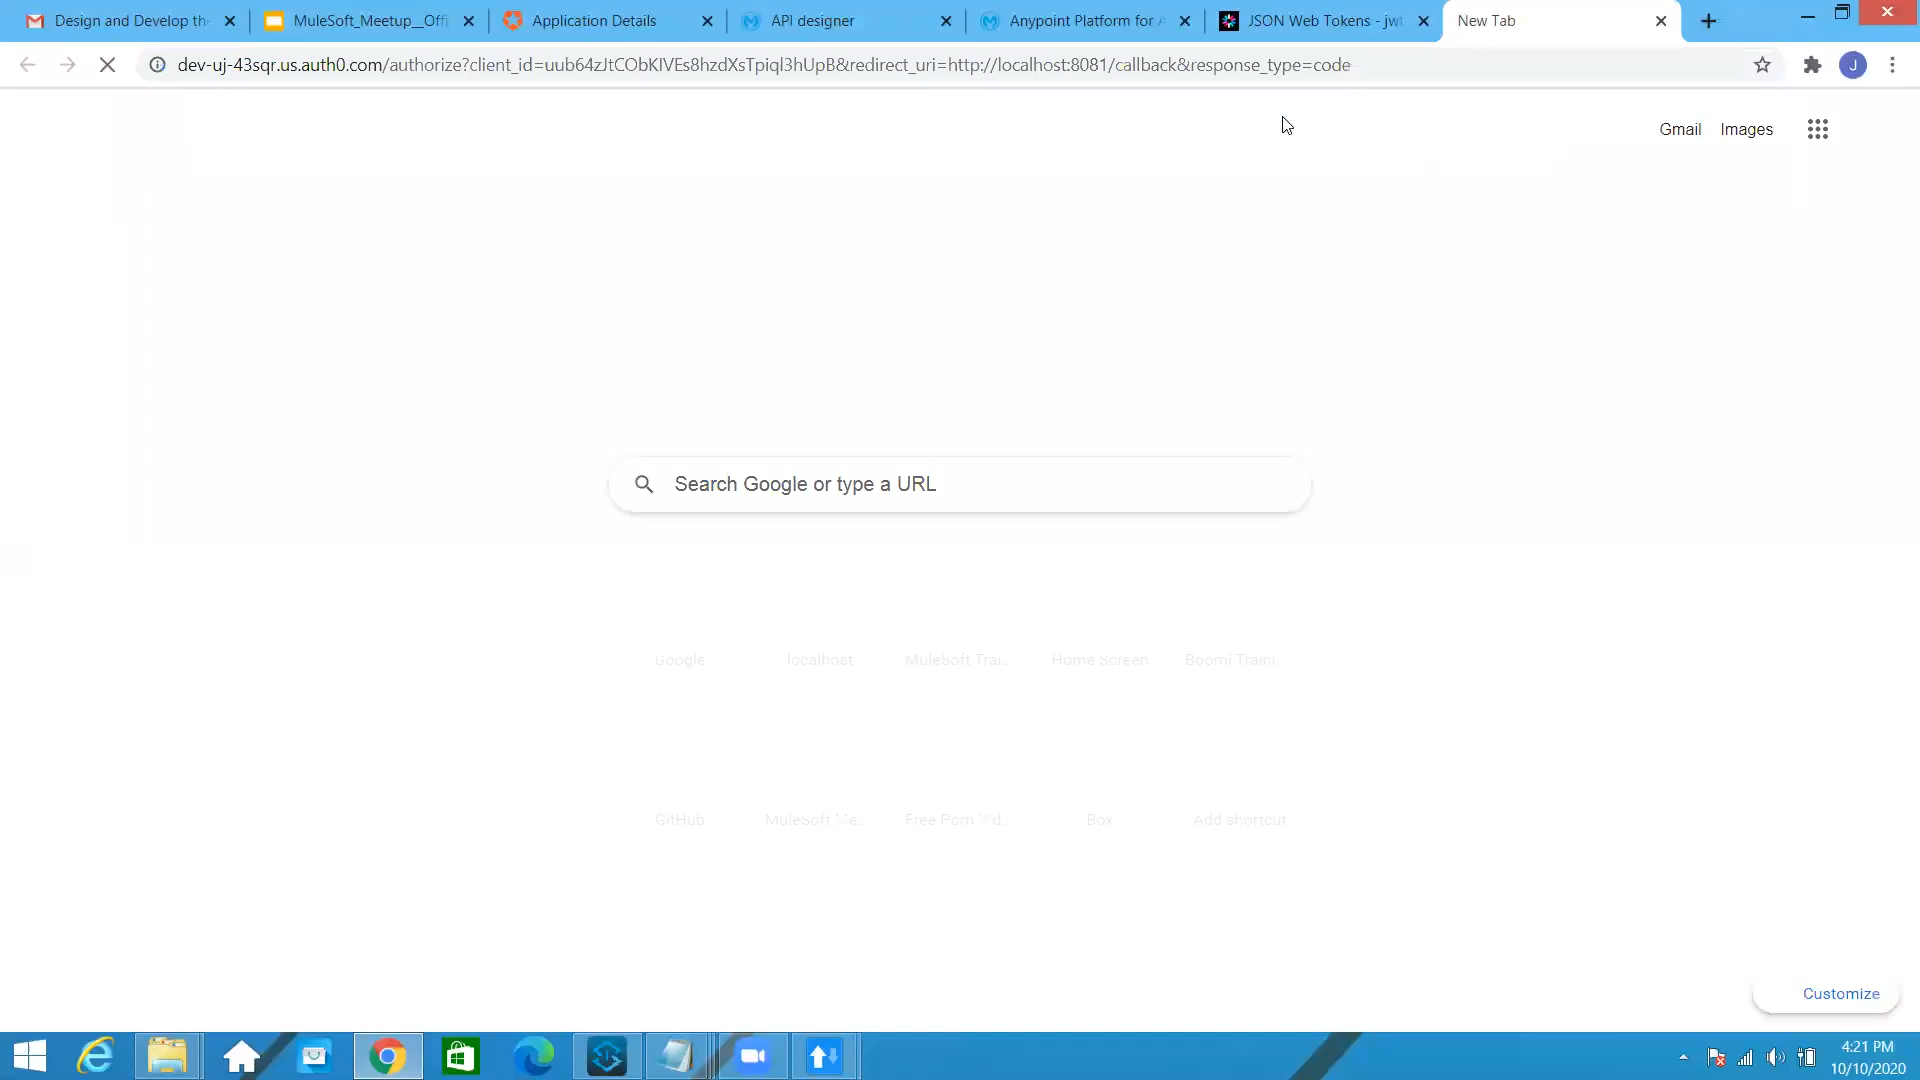 Design and Develop th
MuleSoft_Meetup__Offi
Application Details
API designer
Anypoint Platform for A
JSON Web Tokens - jwt
New Tab
dev-uj-43sqr.us.auth0.com/authorize?client_id=uub64zJtCObKIVEs8hzdXsTpiql3hUpB&redirect_uri=http://localhost:8081/callback&response_type=code
J
Gmail Images
Search Google or type a URL
Google localhost MuleSoft Trai... Home Screen Boomi Traini...
GitHub MuleSoft Me... Free Porn Vid... Box Add shortcut
Customize
4:21 PM
10/10/2020